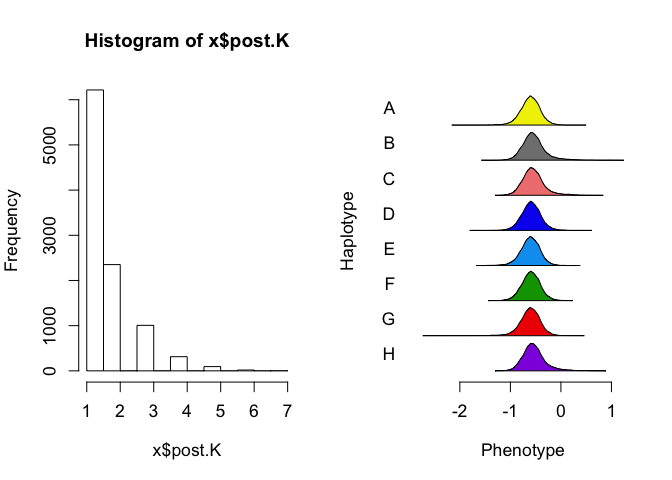 Histogram of x$post.K
Frequency
0
1000
3000
5000
1 2 3 4 5 6 7
x$post.K
Haplotype
A
B
C
D
E
F
G
H
-2 -1 0 1
Phenotype